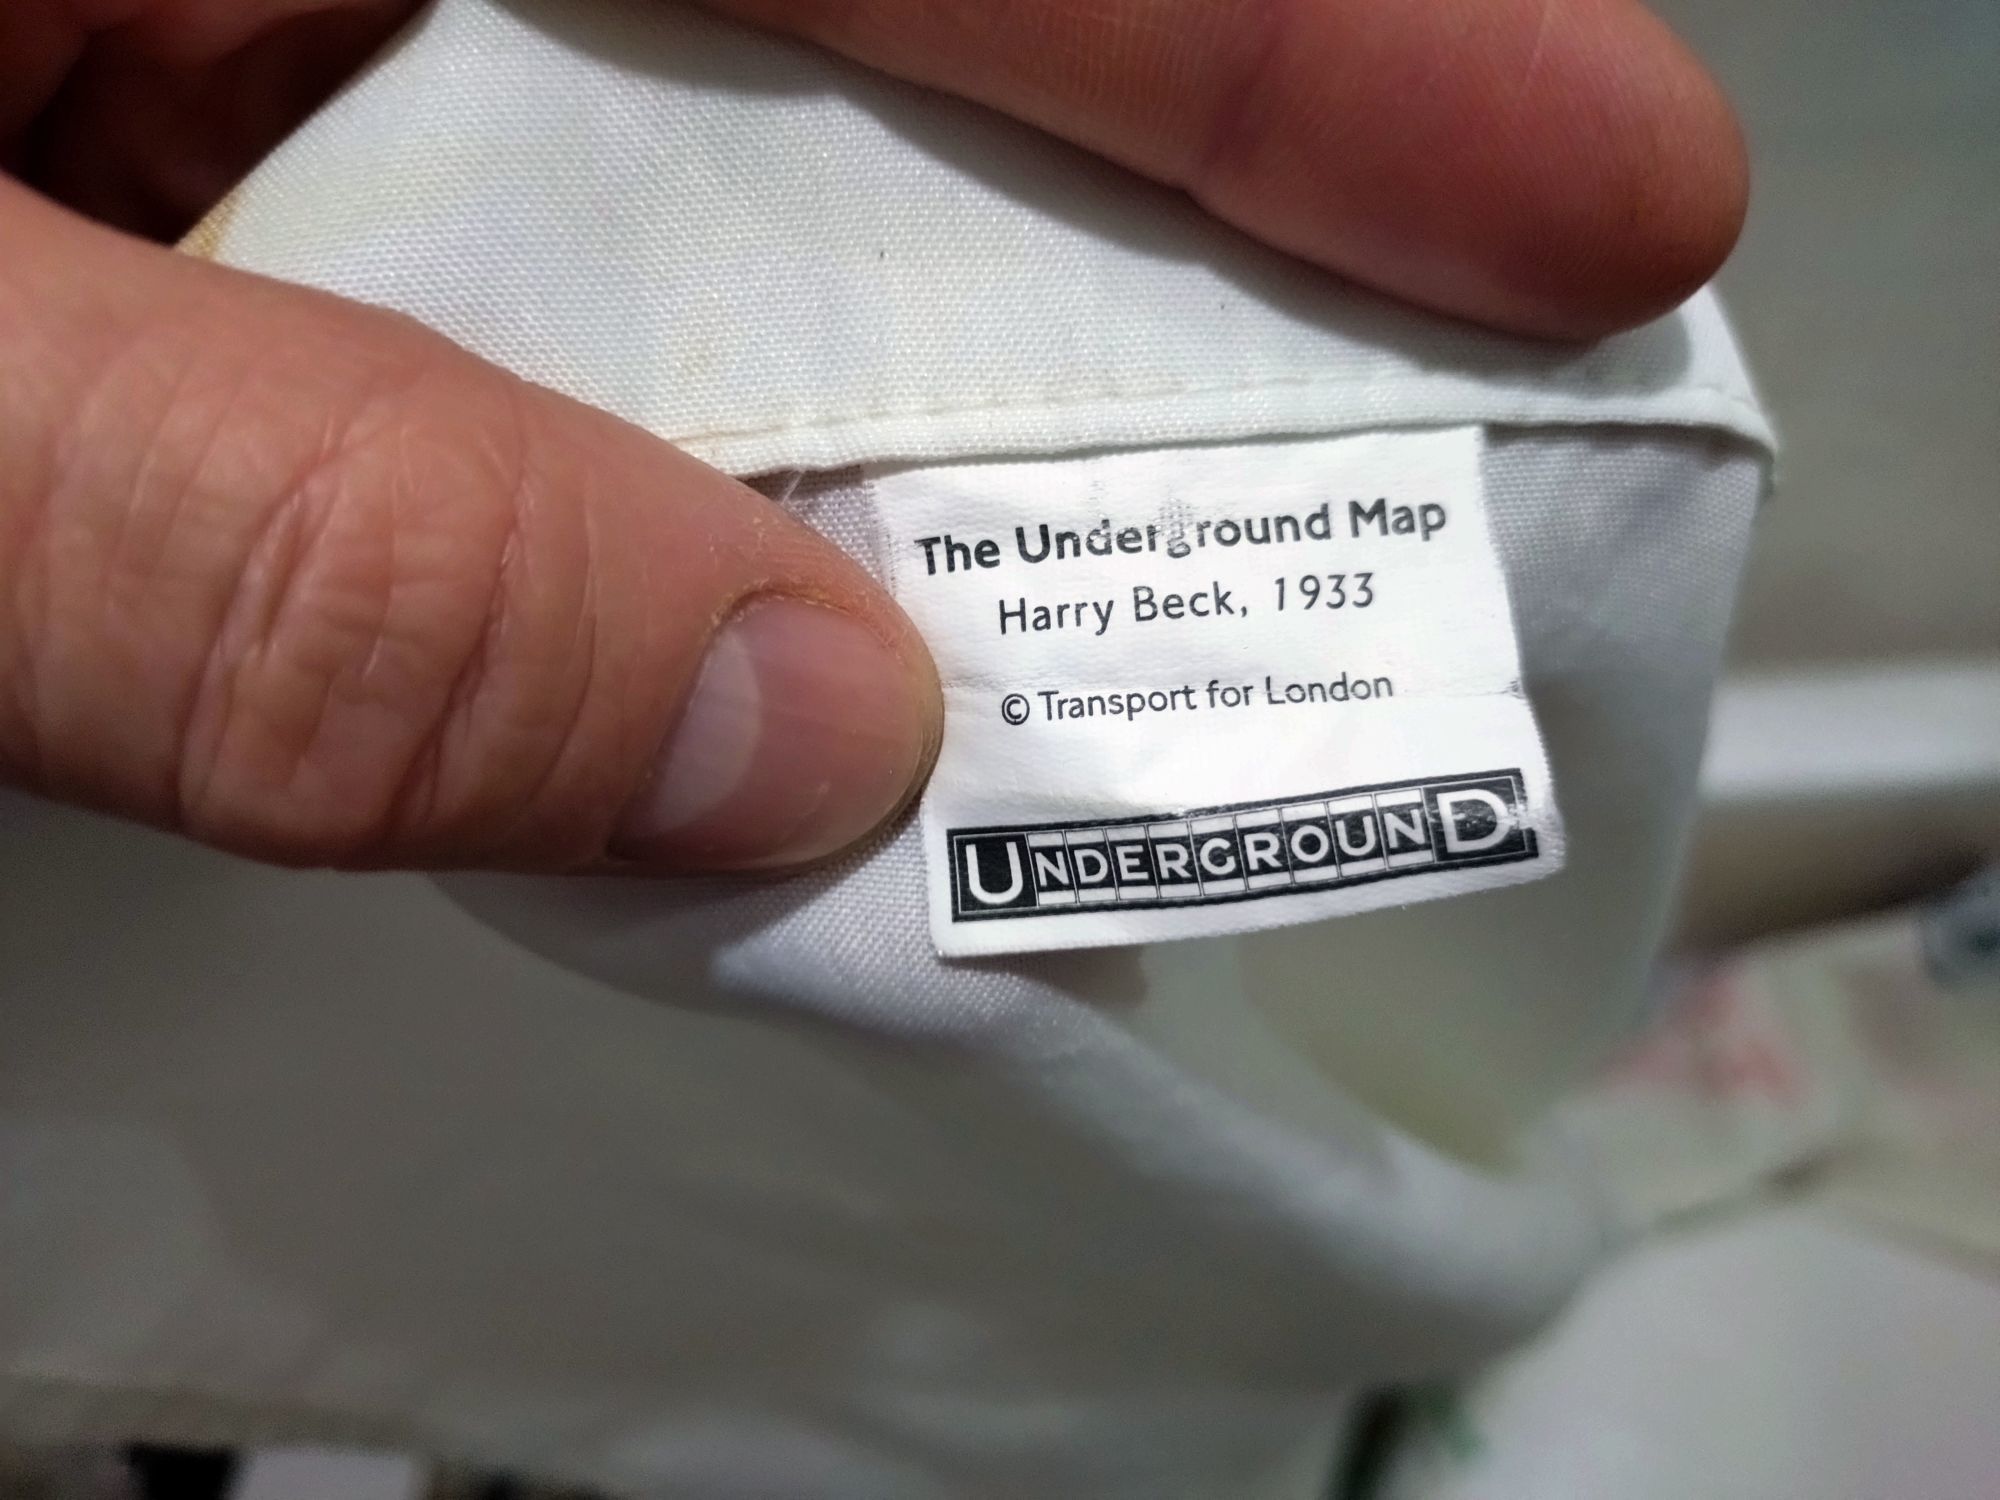 The Underground Map
Harry Beck, 1933
© Transport for London
UNDERGROUND